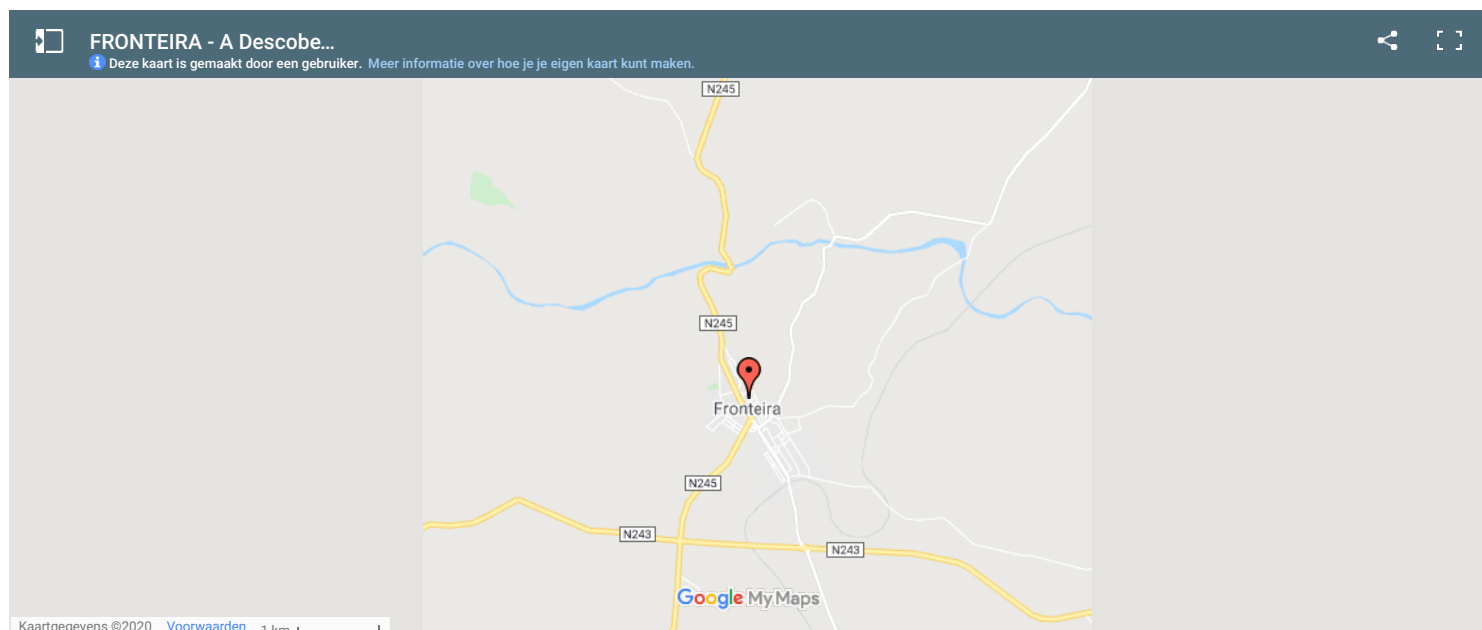 FRONTEIRA - A Descobe...
Deze kaart is gemaakt door een gebruiker. Meer informatie over hoe je je eigen kaart kunt maken.
N245
N245
Fronteira
N245
N243
N243
Google My Maps
Kaartgegevens ©2020 Voorwaarden 1 km